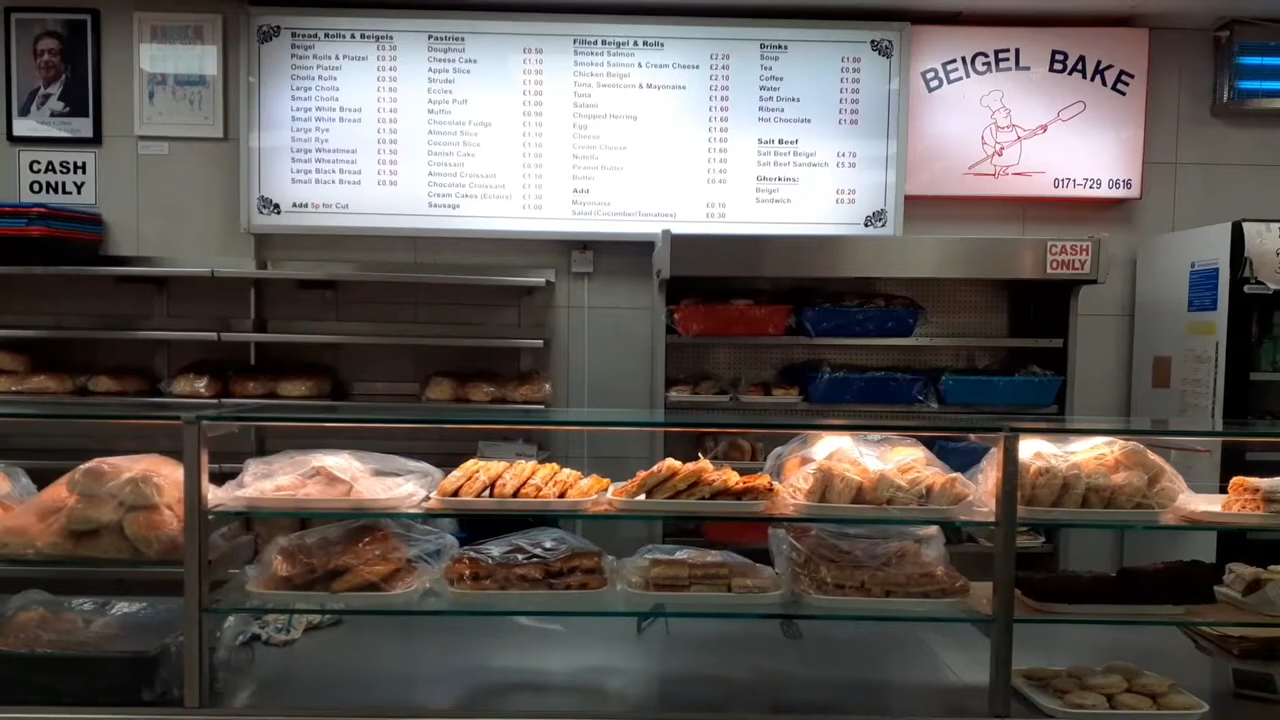 CASH
ONLY
Bread, Rolls & Beigels
Beigel £0.30
Plain Rolls & Platzel £0.30
Onion Platzel £0.40
Cholla Rolls £0.50
Large Cholla £1.80
Small Cholla £1.30
Large White Bread £1.40
Small White Bread £0.80
Large Rye £1.50
Small Rye £0.90
Large Wheatmeal £1.50
Small Wheatmeal £0.90
Large Black Bread £1.50
Small Black Bread £0.90
Add 5p for Cut
Pastries
Doughnut £0.50
Cheese Cake £1.10
Apple Slice £0.90
Strudel £1.00
Eccles £1.00
Apple Puff £1.00
Muffin £0.90
Chocolate Fudge £1.10
Almond Slice £1.10
Coconut Slice £1.10
Danish Cake £1.00
Croissant £0.90
Almond Croissant £1.10
Chocolate Croissant £1.10
Cream Cakes (Eclairs) £1.30
Sausage £1.00
Filled Beigel & Rolls
Smoked Salmon £2.20
Smoked Salmon & Cream Cheese £2.40
Chicken Beigel £2.10
Tuna, Sweetcorn & Mayonaise £2.00
Tuna £1.80
Salami £1.60
Chopped Herring £1.60
Egg £1.60
Cheese £1.60
Cream Cheese £1.60
Nutella £1.40
Peanut Butter £1.40
Butter £0.40
Add
Mayonaise £0.10
Salad (Cucumber/Tomatoes) £0.30
Drinks
Soup £1.00
Tea £0.90
Coffee £1.00
Water £1.00
Soft Drinks £1.00
Ribena £1.00
Hot Chocolate £1.00
Salt Beef
Salt Beef Beigel £4.70
Salt Beef Sandwich £5.30
Gherkins:
Beigel £0.20
Sandwich £0.30
BEIGEL BAKE
0171-729 0616
CASH
ONLY